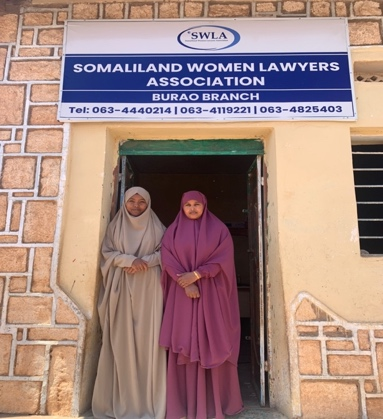 SWLA
SOMALILAND WOMEN LAWYERS
ASSOCIATION
BURAO BRANCH
Tel: 063-4440214 | 063-4119221 | 063-4825403